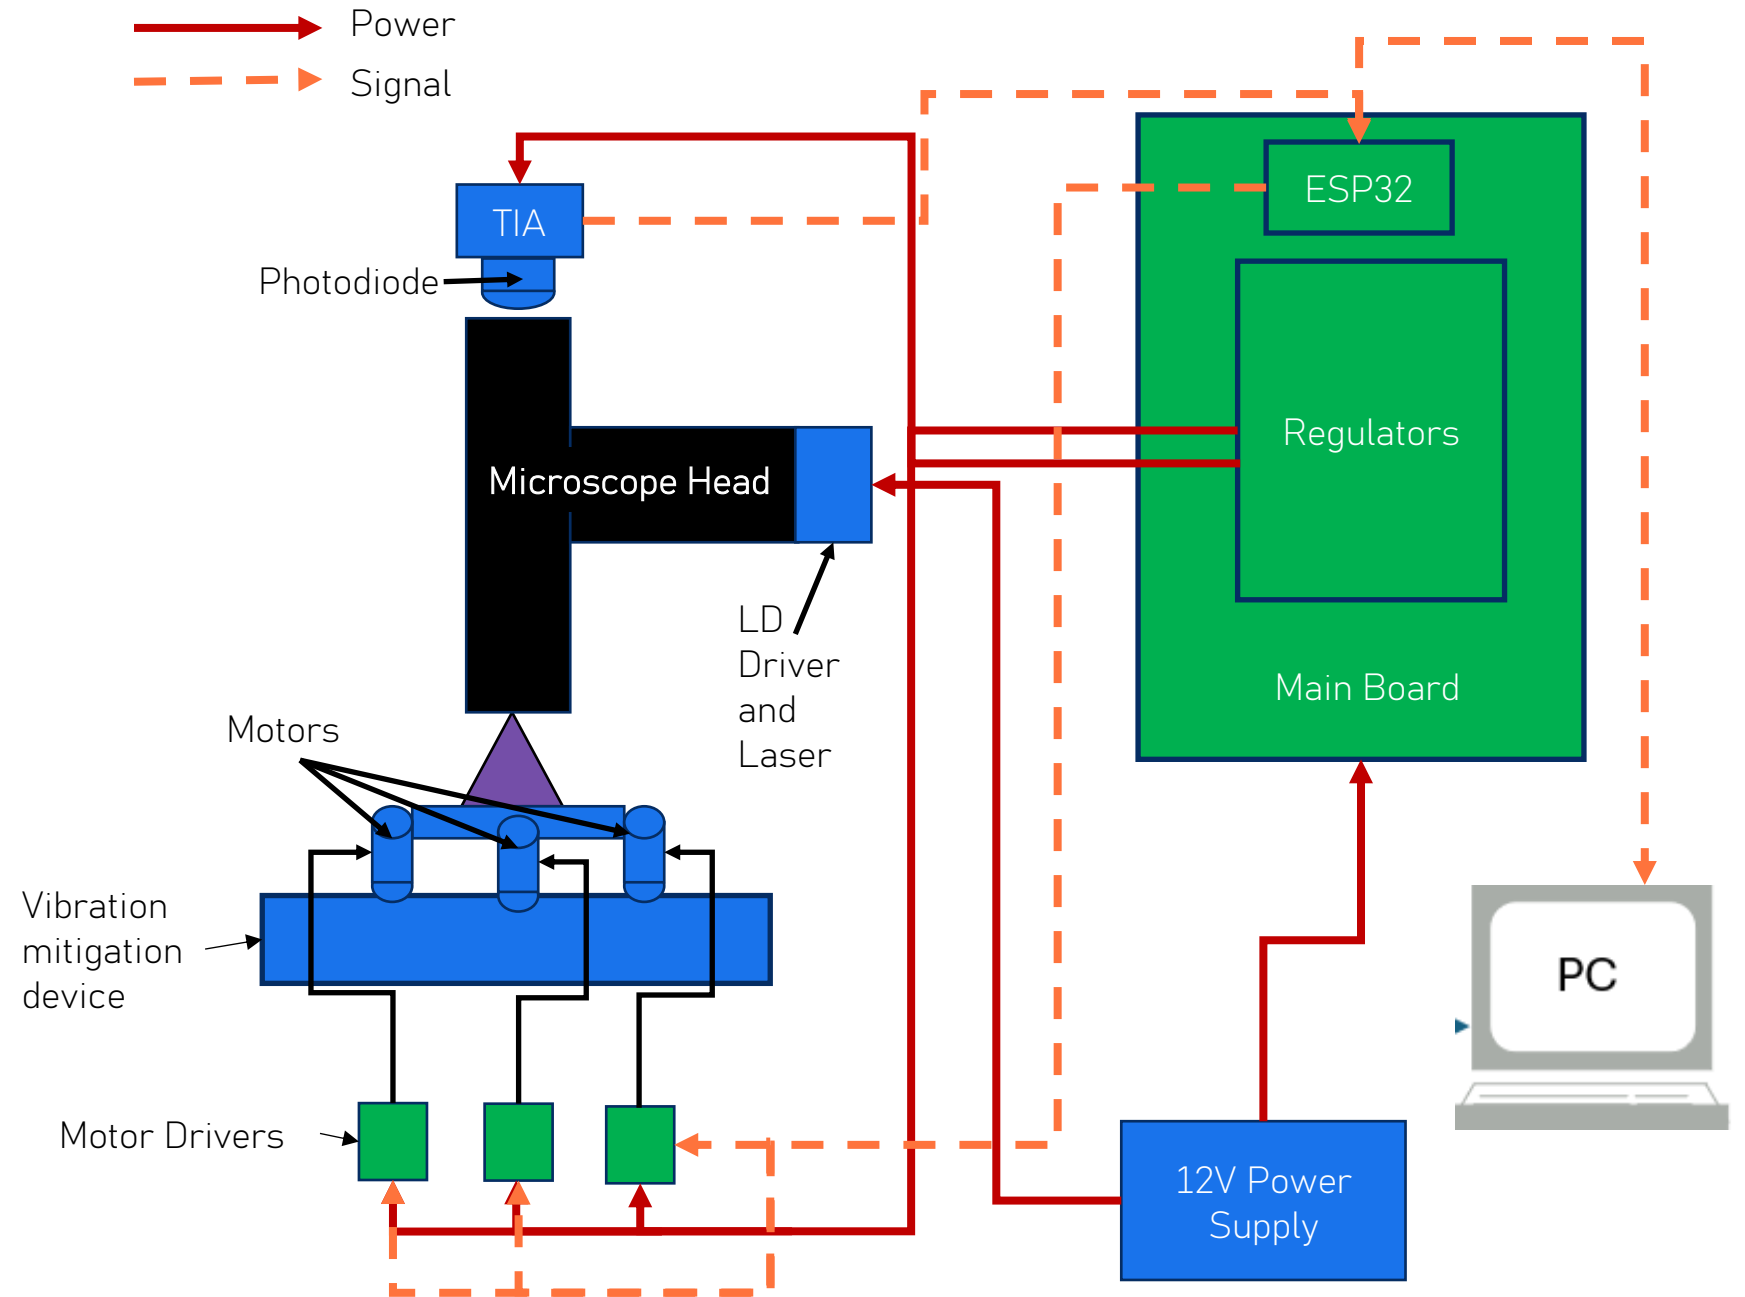 Power
Signal
TIA
ESP32
Photodiode
Regulators
Microscope Head
LD
Driver
and
Laser
Main Board
Motors
Vibration
mitigation
device
PC
Motor Drivers
12V Power
Supply